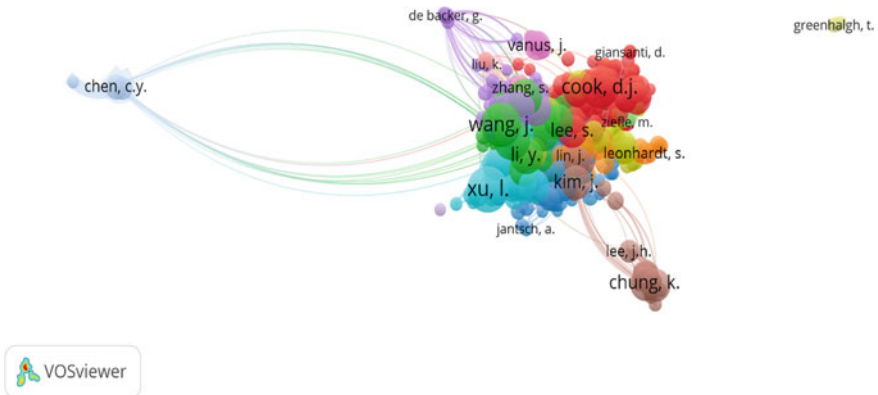 de backer, g.
greenhalgh, t.
vanus, j.
giansanti, d.
liu, k.
chen, c.y.
zhang, s.
cook, d.j.
wang, j.
lee, s.
ziefle, m.
li, y.
lin, j.
leonhardt, s.
xu, l.
kim, j.
jantsch, a.
lee, j.h.
chung, k.
VOSviewer